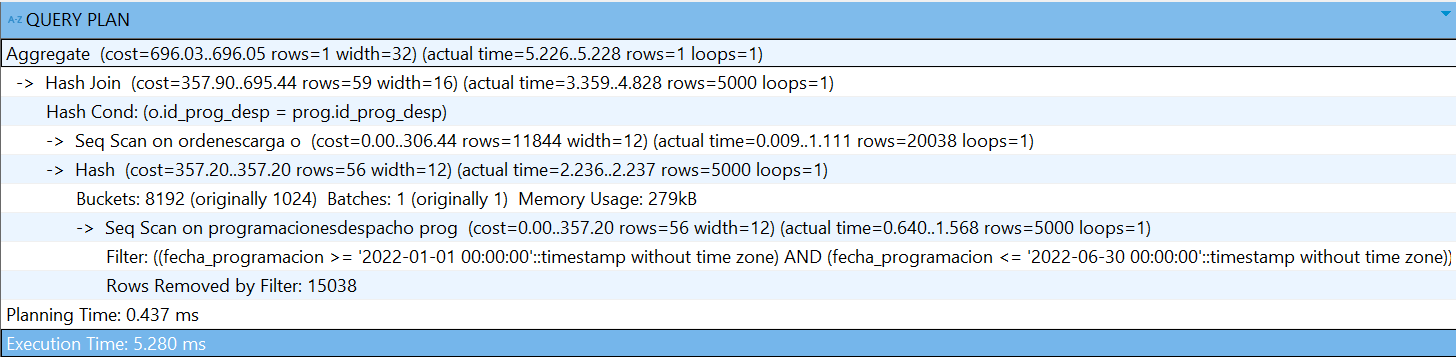 A-Z QUERY PLAN
Aggregate (cost=696.03..696.05 rows=1 width=32) (actual time=5.226..5.228 rows=1 loops=1)
-> Hash Join (cost=357.90..695.44 rows=59 width=16) (actual time=3.359..4.828 rows=5000 loops=1)
Hash Cond: (o.id_prog_desp = prog.id_prog_desp)
-> Seq Scan on ordenescarga o (cost=0.00..306.44 rows=11844 width=12) (actual time=0.009..1.111 rows=20038 loops=1)
-> Hash (cost=357.20..357.20 rows=56 width=12) (actual time=2.236..2.237 rows=5000 loops=1)
Buckets: 8192 (originally 1024) Batches: 1 (originally 1) Memory Usage: 279kB
-> Seq Scan on programacionesdespacho prog (cost=0.00..357.20 rows=56 width=12) (actual time=0.640..1.568 rows=5000 loops=1)
Filter: ((fecha_programacion >= '2022-01-01 00:00:00'::timestamp without time zone) AND (fecha_programacion <= '2022-06-30 00:00:00'::timestamp without time zone))
Rows Removed by Filter: 15038
Planning Time: 0.437 ms
Execution Time: 5.280 ms